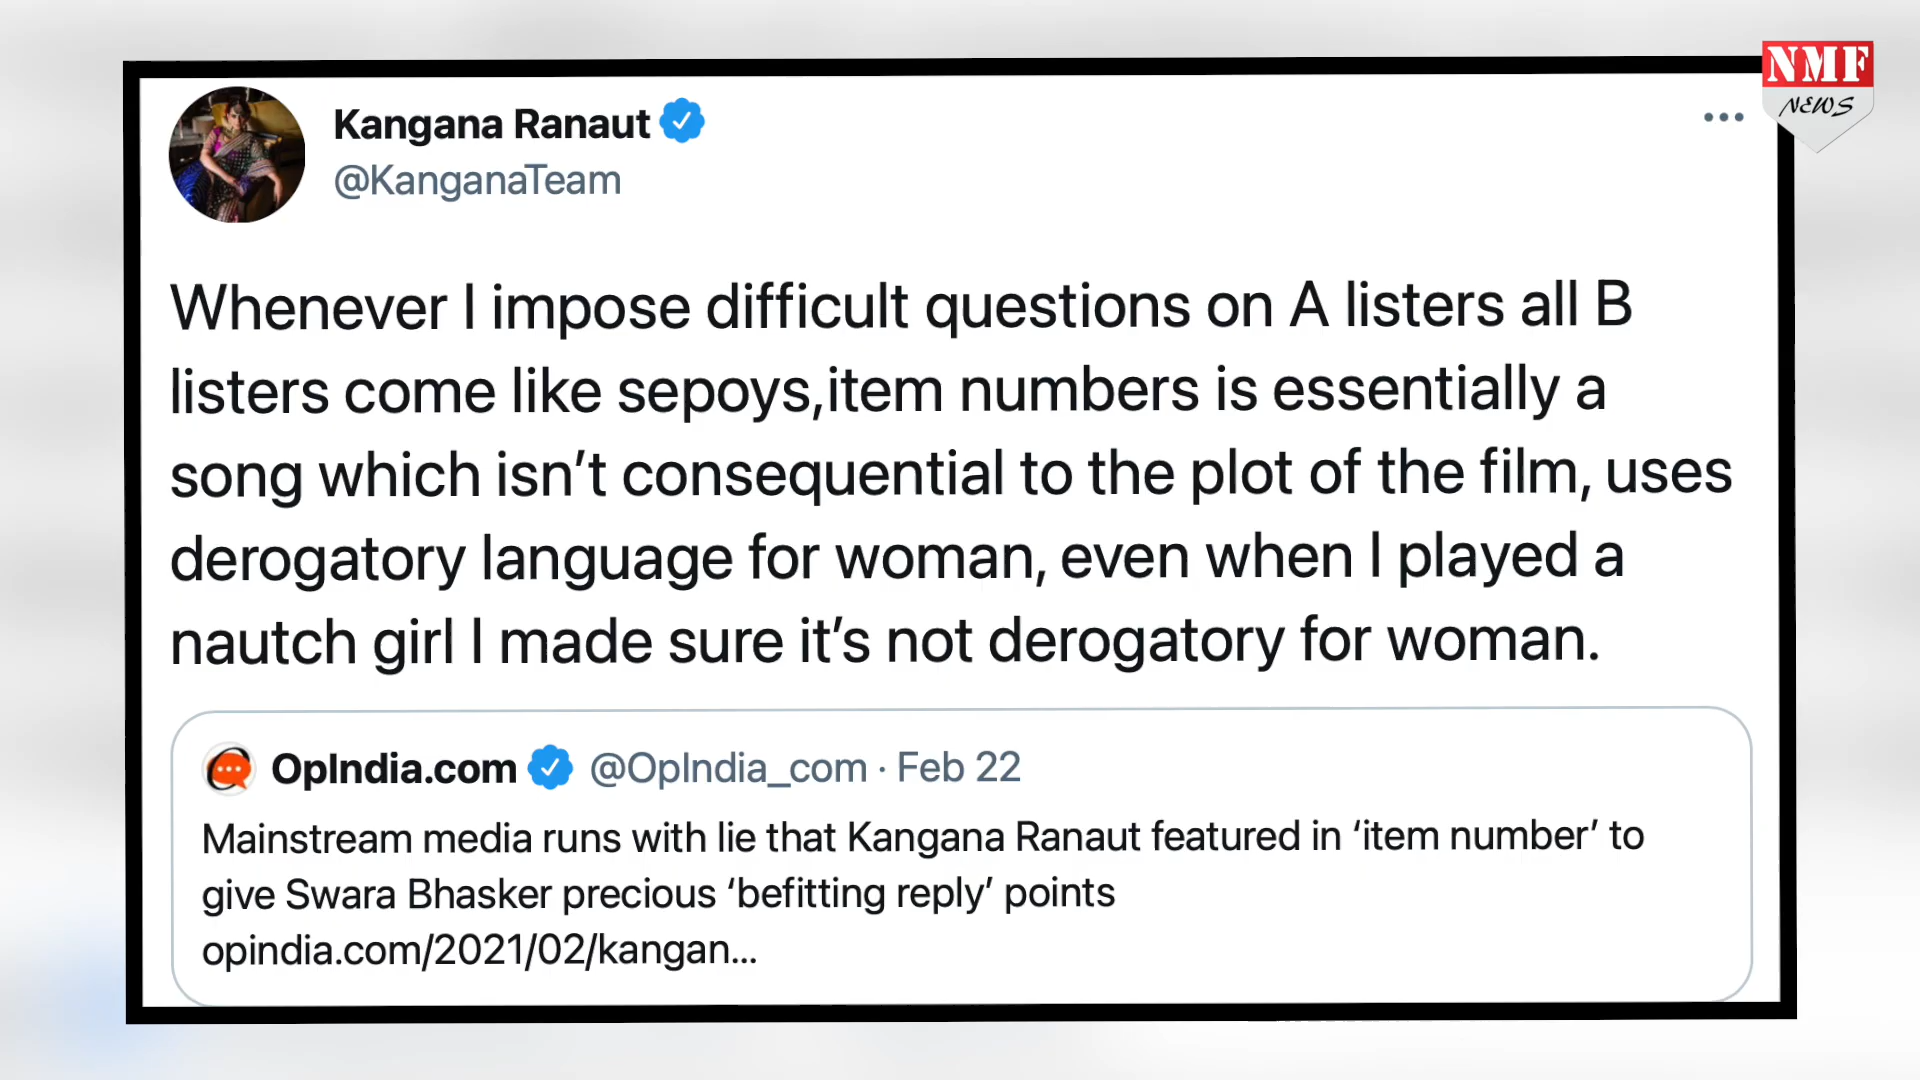 NMF
NEWS
Kangana Ranaut
@KanganaTeam
Whenever I impose difficult questions on A listers all B
listers come like sepoys,item numbers is essentially a
song which isn’t consequential to the plot of the film, uses
derogatory language for woman, even when I played a
nautch girl I made sure it’s not derogatory for woman.
OpIndia.com @OpIndia_com · Feb 22
Mainstream media runs with lie that Kangana Ranaut featured in ‘item number’ to
give Swara Bhasker precious ‘befitting reply’ points
opindia.com/2021/02/kangan...